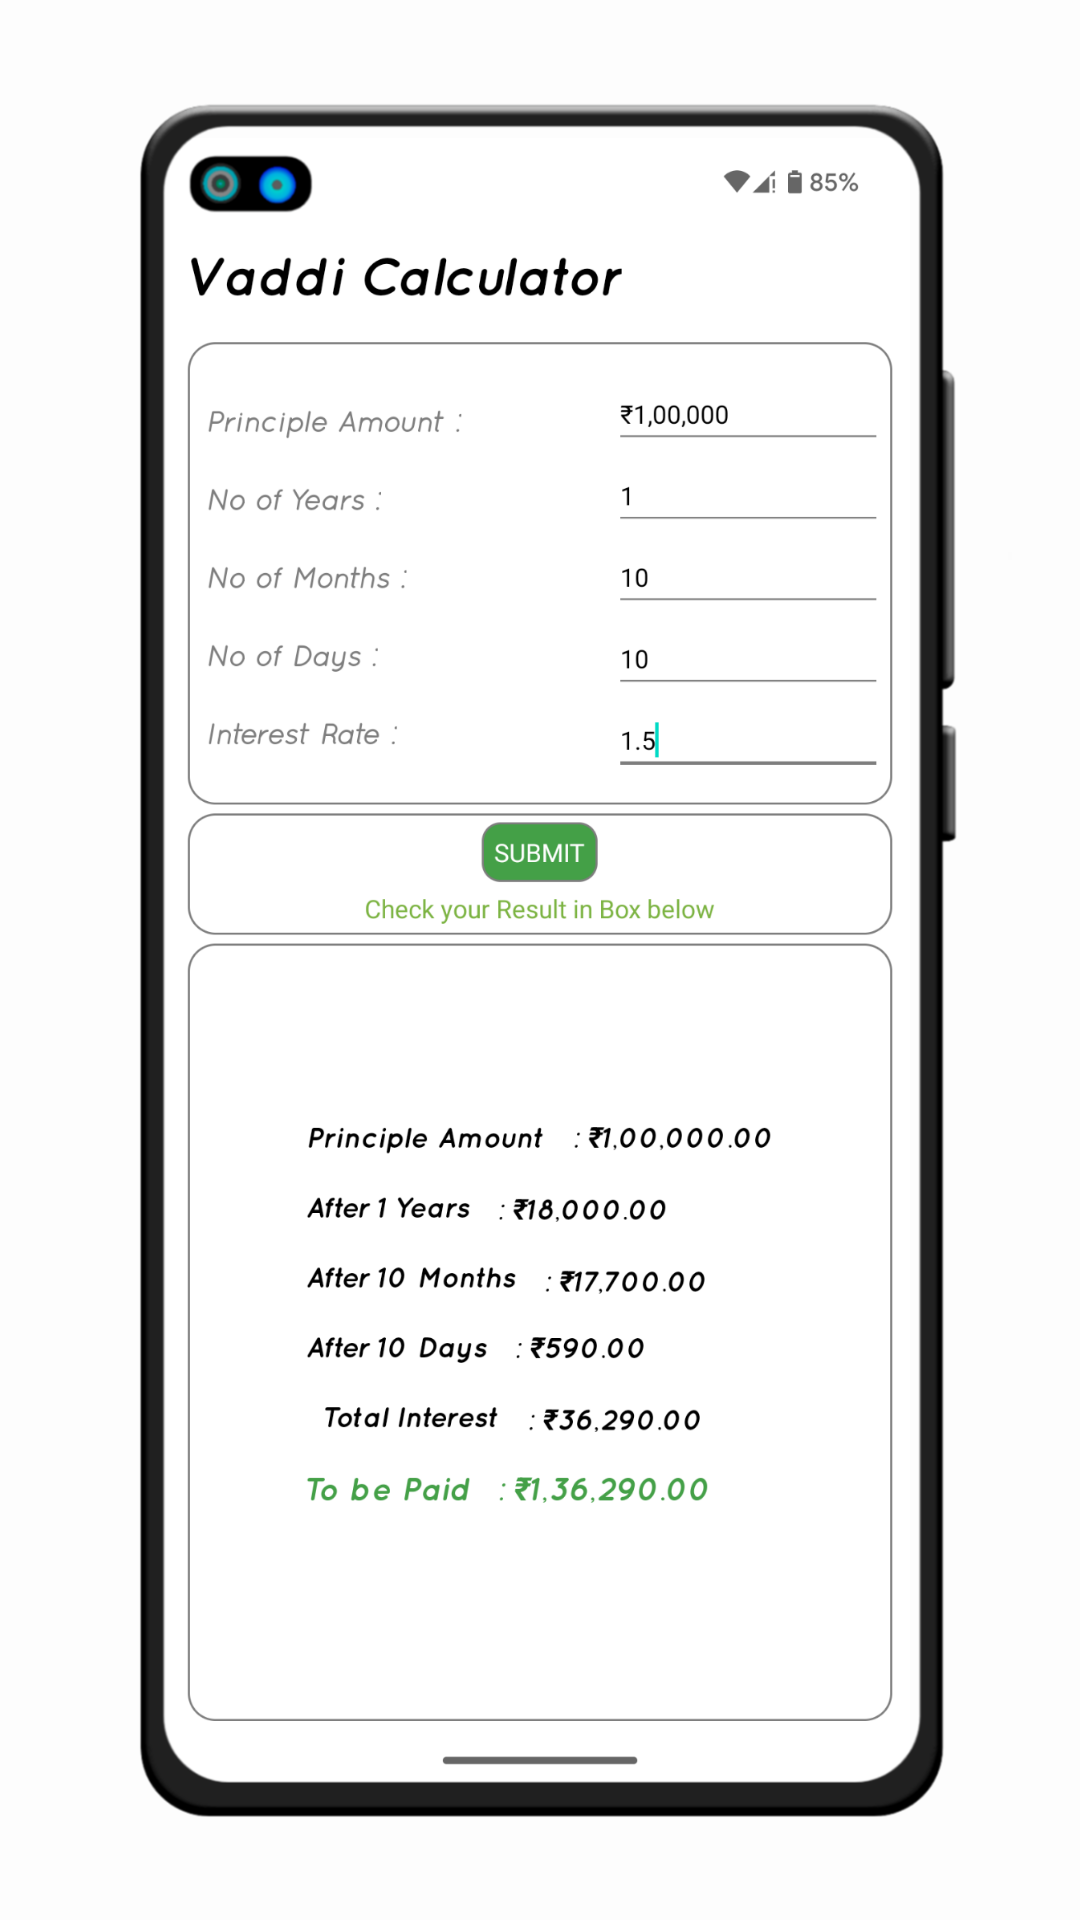 85%
Vaddi Calculator
Principle Amount : ₹1,00,000
No of Years : 1
No of Months : 10
No of Days : 10
Interest Rate : 1.5
SUBMIT
Check your Result in Box below
Principle Amount : ₹1,00,000.00
After 1 Years : ₹18,000.00
After 10 Months : ₹17,700.00
After 10 Days : ₹590.00
Total Interest : ₹36,290.00
To be Paid : ₹1,36,290.00